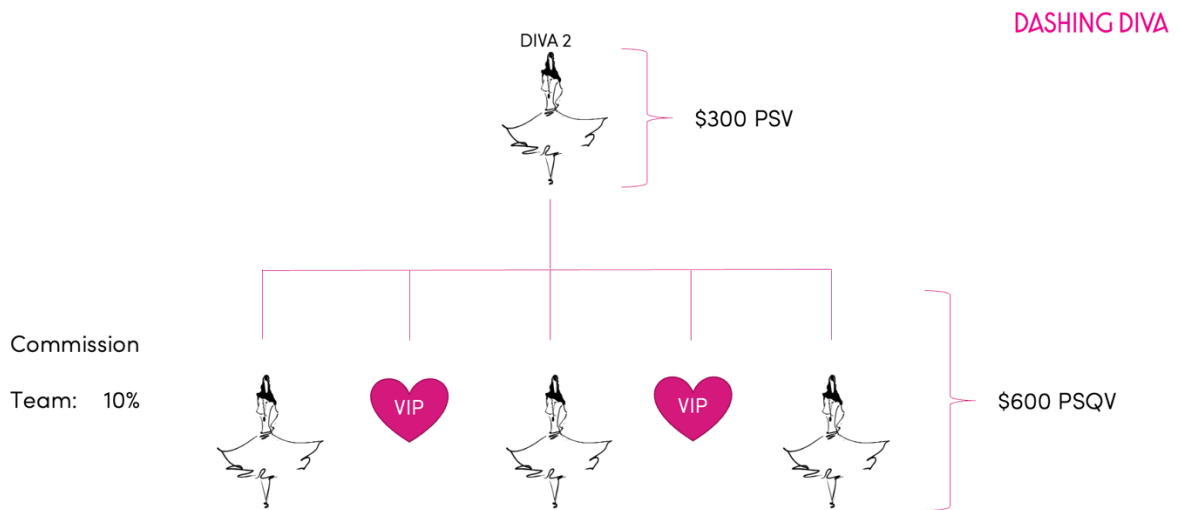 DASHING DIVA
DIVA 2
$300 PSV
Commission
Team: 10%
VIP
VIP
$600 PSQV